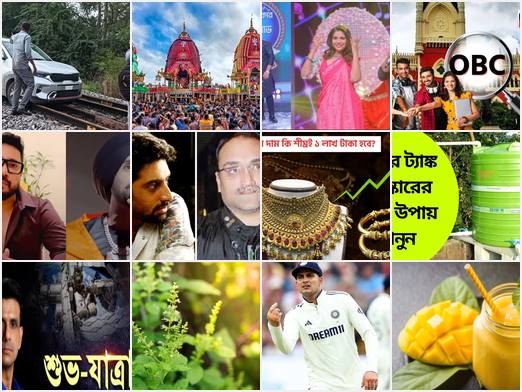 OBC
দাম কি শীঘ্রই ১ লাখ টাকা হবে?
র ট্যাঙ্ক
ারের
উপায়
নুন
শুভ-যাত্রা
DREAM11